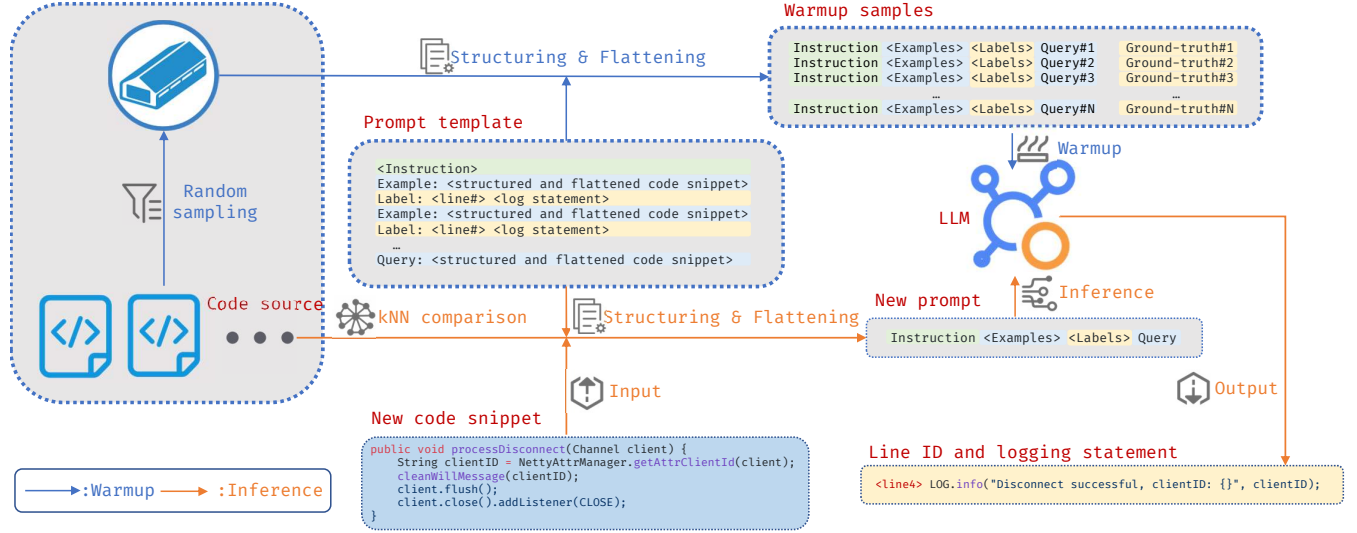 Random
sampling
Code source
</>
</>
Structuring & Flattening
Prompt template
<Instruction>
Example: <structured and flattened code snippet>
Label: <line#> <log statement>
Example: <structured and flattened code snippet>
Label: <line#> <log statement>
…
Query: <structured and flattened code snippet>
Warmup samples
Instruction <Examples> <Labels> Query#1 Ground-truth#1
Instruction <Examples> <Labels> Query#2 Ground-truth#2
Instruction <Examples> <Labels> Query#3 Ground-truth#3
… …
Instruction <Examples> <Labels> Query#N Ground-truth#N
Warmup
LLM
kNN comparison
Structuring & Flattening
New prompt
Inference
Instruction <Examples> <Labels> Query
Input
Output
New code snippet
public void processDisconnect(Channel client) {
String clientID = NettyAttrManager.getAttrClientId(client);
cleanWillMessage(clientID);
client.flush();
client.close().addListener(CLOSE);
}
Line ID and logging statement
<line4> LOG.info("Disconnect successful, clientID: {}", clientID);
:Warmup :Inference